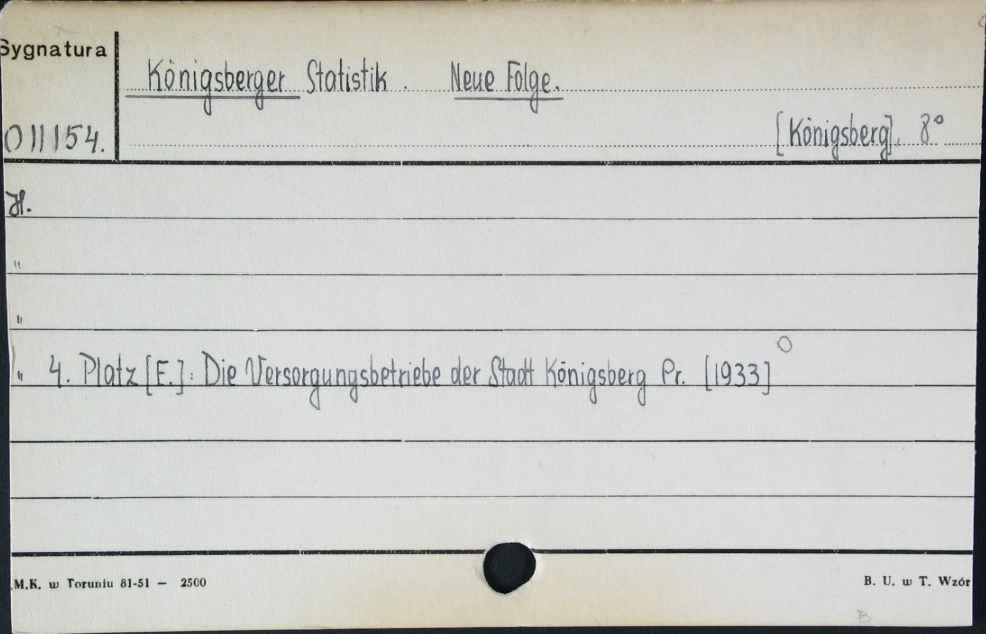 Sygnatura
Königsberger Statistik. Neue Folge.
011154.
[Königsberg]. 8°
H.
"
"
" 4. Platz [E.]: Die Versorgungsbetriebe der Stadt Königsberg Pr. [1933]
M.K. w Toruniu 81-51 — 2500
B. U. w T. Wzór
B